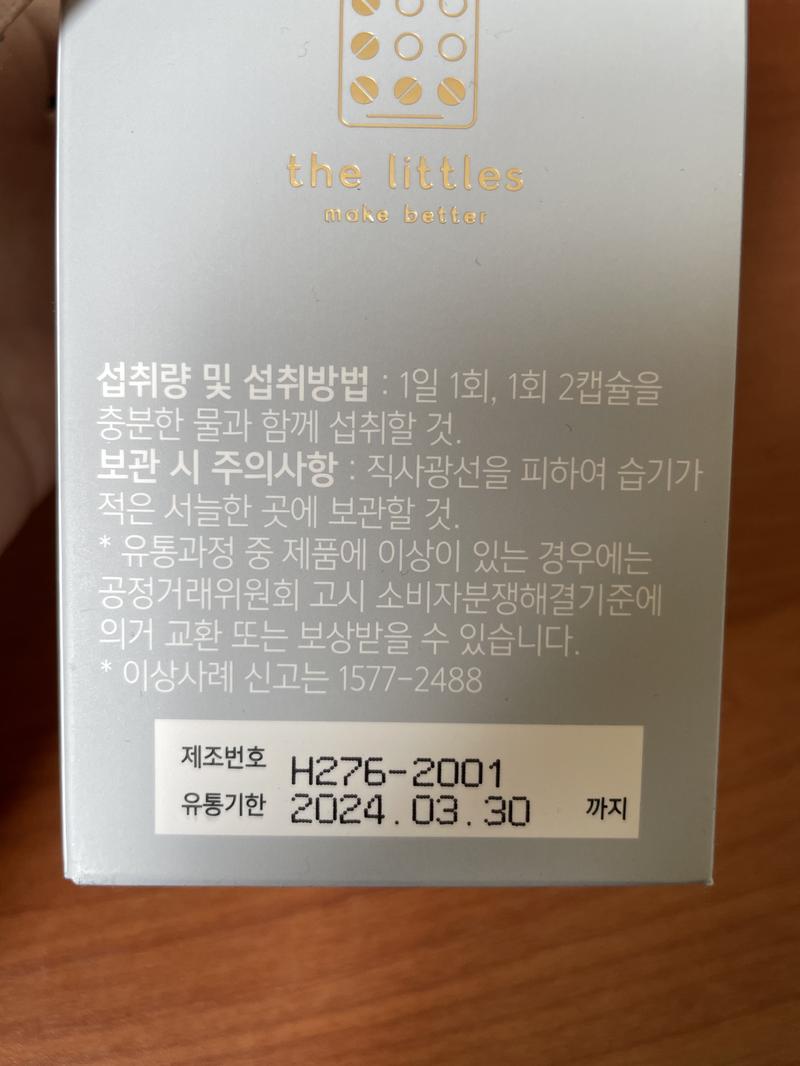 the littles
make better
섭취량 및 섭취방법 : 1일 1회, 1회 2캡슐을
충분한 물과 함께 섭취할 것.
보관 시 주의사항 : 직사광선을 피하여 습기가
적은 서늘한 곳에 보관할 것.
* 유통과정 중 제품에 이상이 있는 경우에는
공정거래위원회 고시 소비자분쟁해결기준에
의거 교환 또는 보상받을 수 있습니다.
* 이상사례 신고는 1577-2488
제조번호 H276-2001
유통기한 2024.03.30 까지